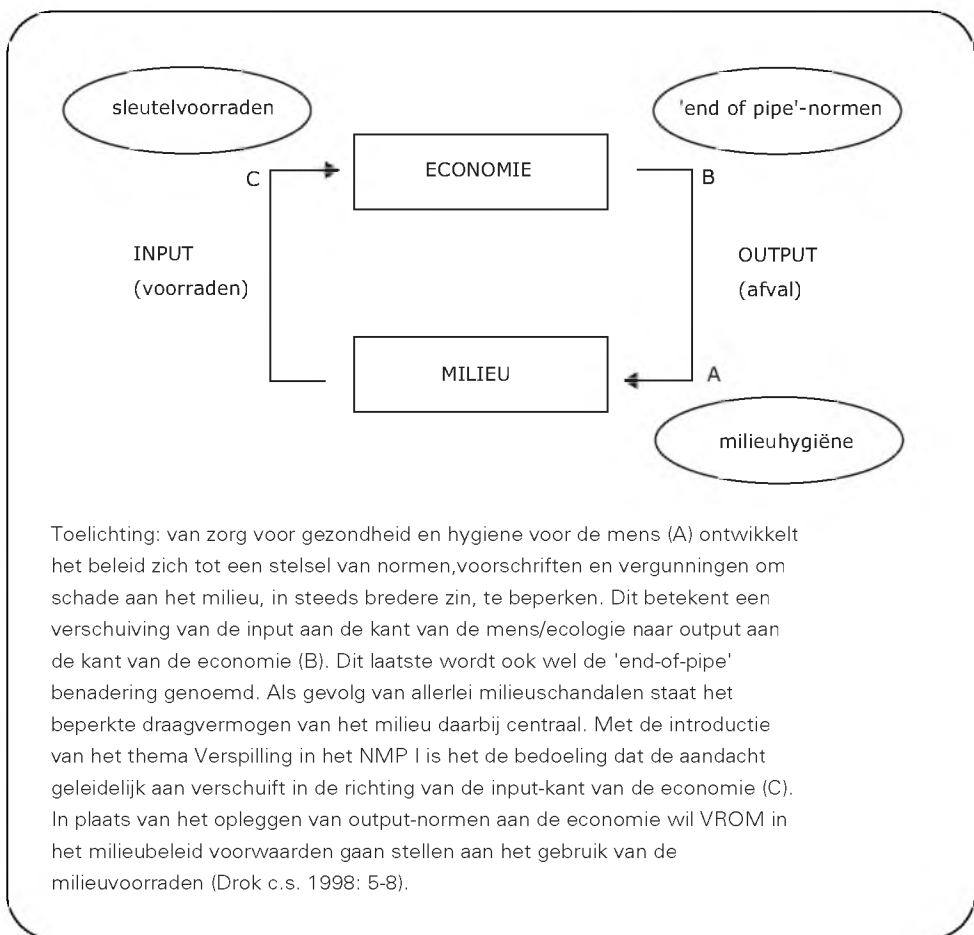 sleutelvoorraden
'end of pipe'-normen
C
ECONOMIE
B
INPUT
(voorraden)
OUTPUT
(afval)
MILIEU
A
milieuhygiëne
Toelichting: van zorg voor gezondheid en hygiene voor de mens (A) ontwikkelt
het beleid zich tot een stelsel van normen,voorschriften en vergunningen om
schade aan het milieu, in steeds bredere zin, te beperken. Dit betekent een
verschuiving van de input aan de kant van de mens/ecologie naar output aan
de kant van de economie (B). Dit laatste wordt ook wel de 'end-of-pipe'
benadering genoemd. Als gevolg van allerlei milieuschandalen staat het
beperkte draagvermogen van het milieu daarbij centraal. Met de introductie
van het thema Verspilling in het NMP I is het de bedoeling dat de aandacht
geleidelijk aan verschuift in de richting van de input-kant van de economie (C).
In plaats van het opleggen van output-normen aan de economie wil VROM in
het milieubeleid voorwaarden gaan stellen aan het gebruik van de
milieuvoorraden (Drok c.s. 1998: 5-8).